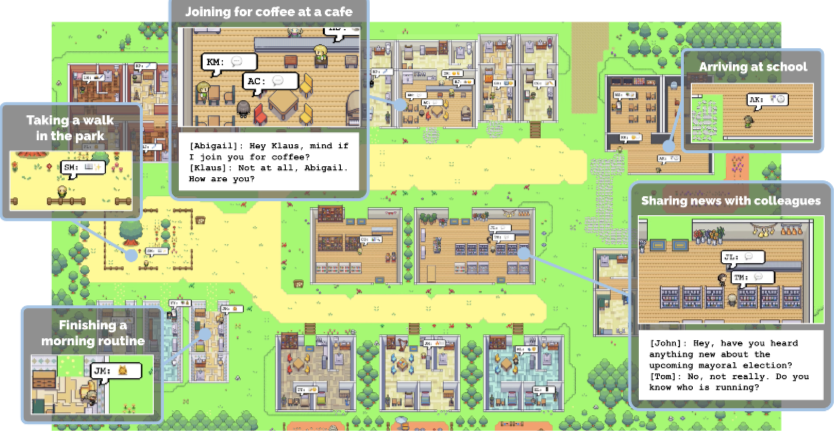 Joining for coffee at a cafe
KM:
AC:
[Abigail]: Hey Klaus, mind if
I join you for coffee?
[Klaus]: Not at all, Abigail.
How are you?
Taking a walk
in the park
SM:
Arriving at school
AK:
Sharing news with colleagues
JL:
TM:
[John]: Hey, have you heard
anything new about the
upcoming mayoral election?
[Tom]: No, not really. Do you
know who is running?
Finishing a
morning routine
JM: